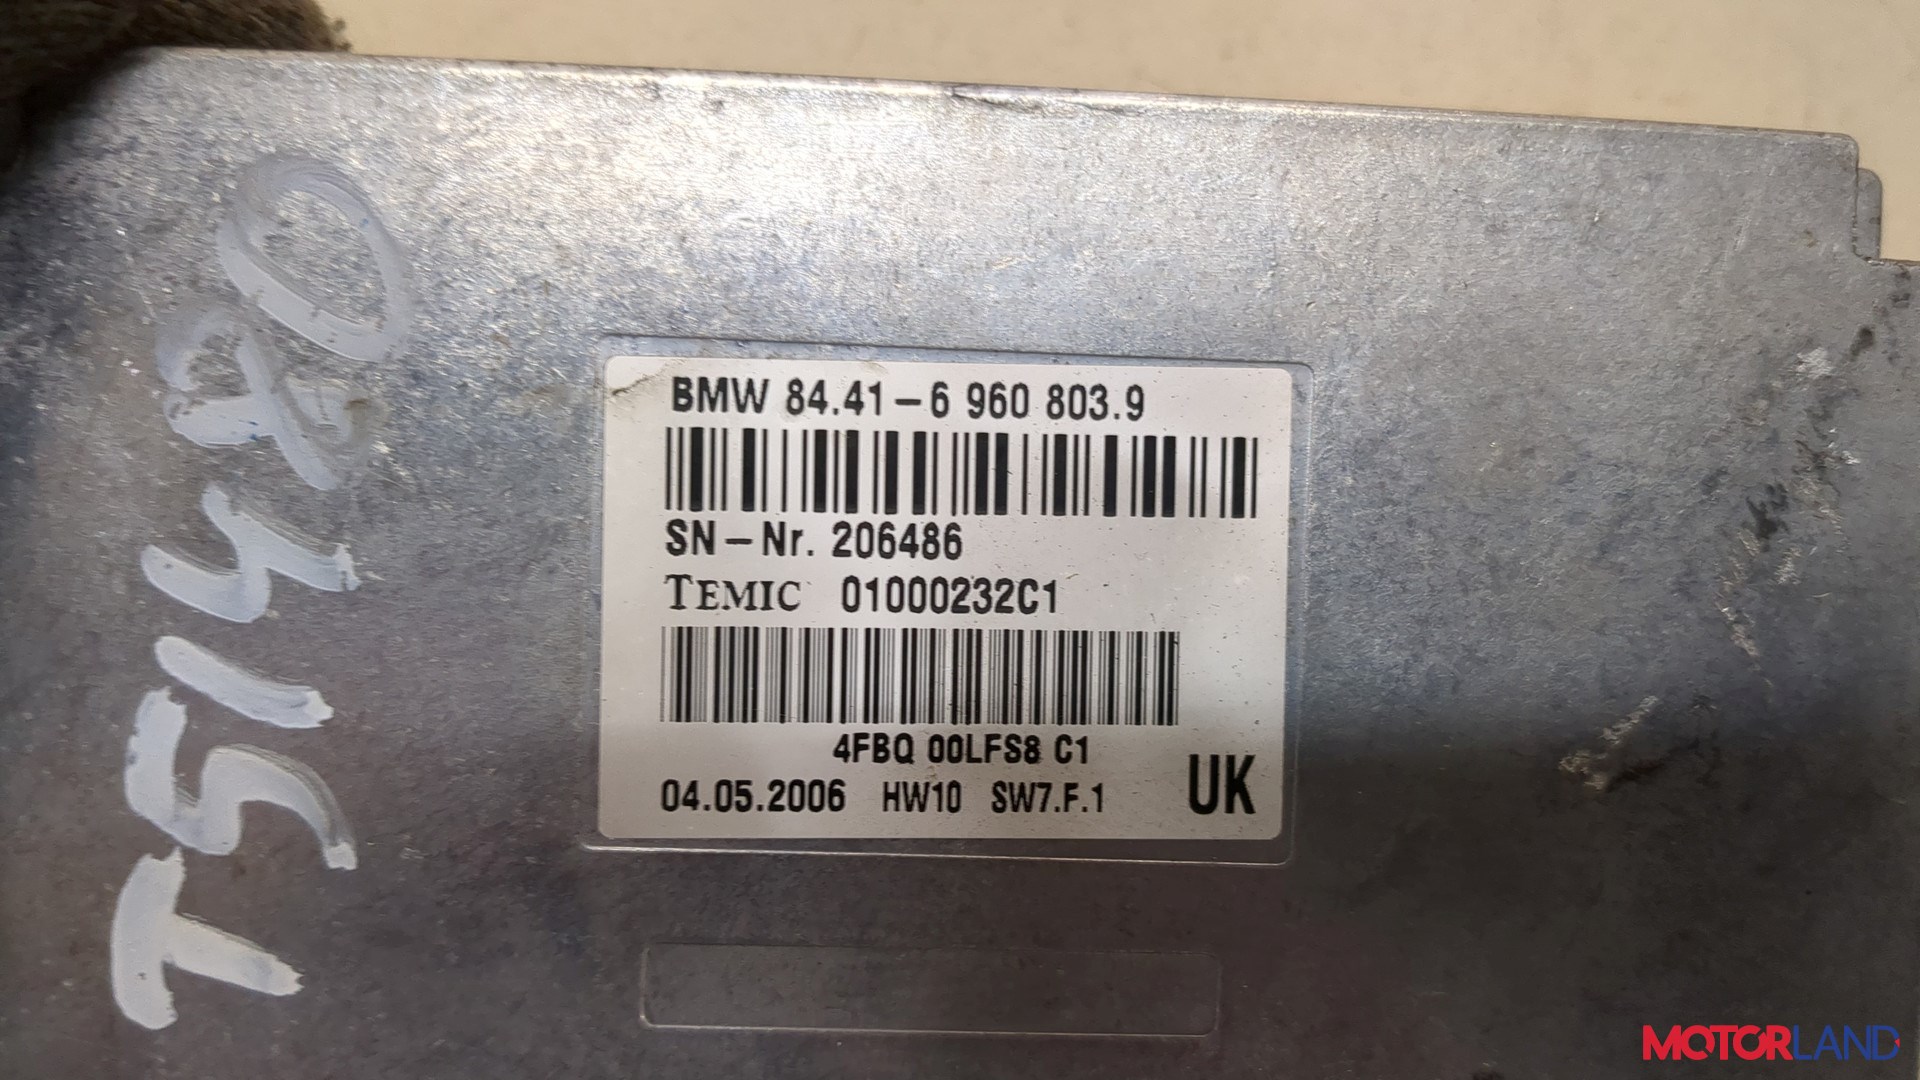 T51480
BMW 84.41-6 960 803.9
SN-Nr. 206486
TEMIC 01000232C1
4FBQ 00LFS8 C1
04.05.2006 HW10 SW7.F.1 UK
MOTORLAND